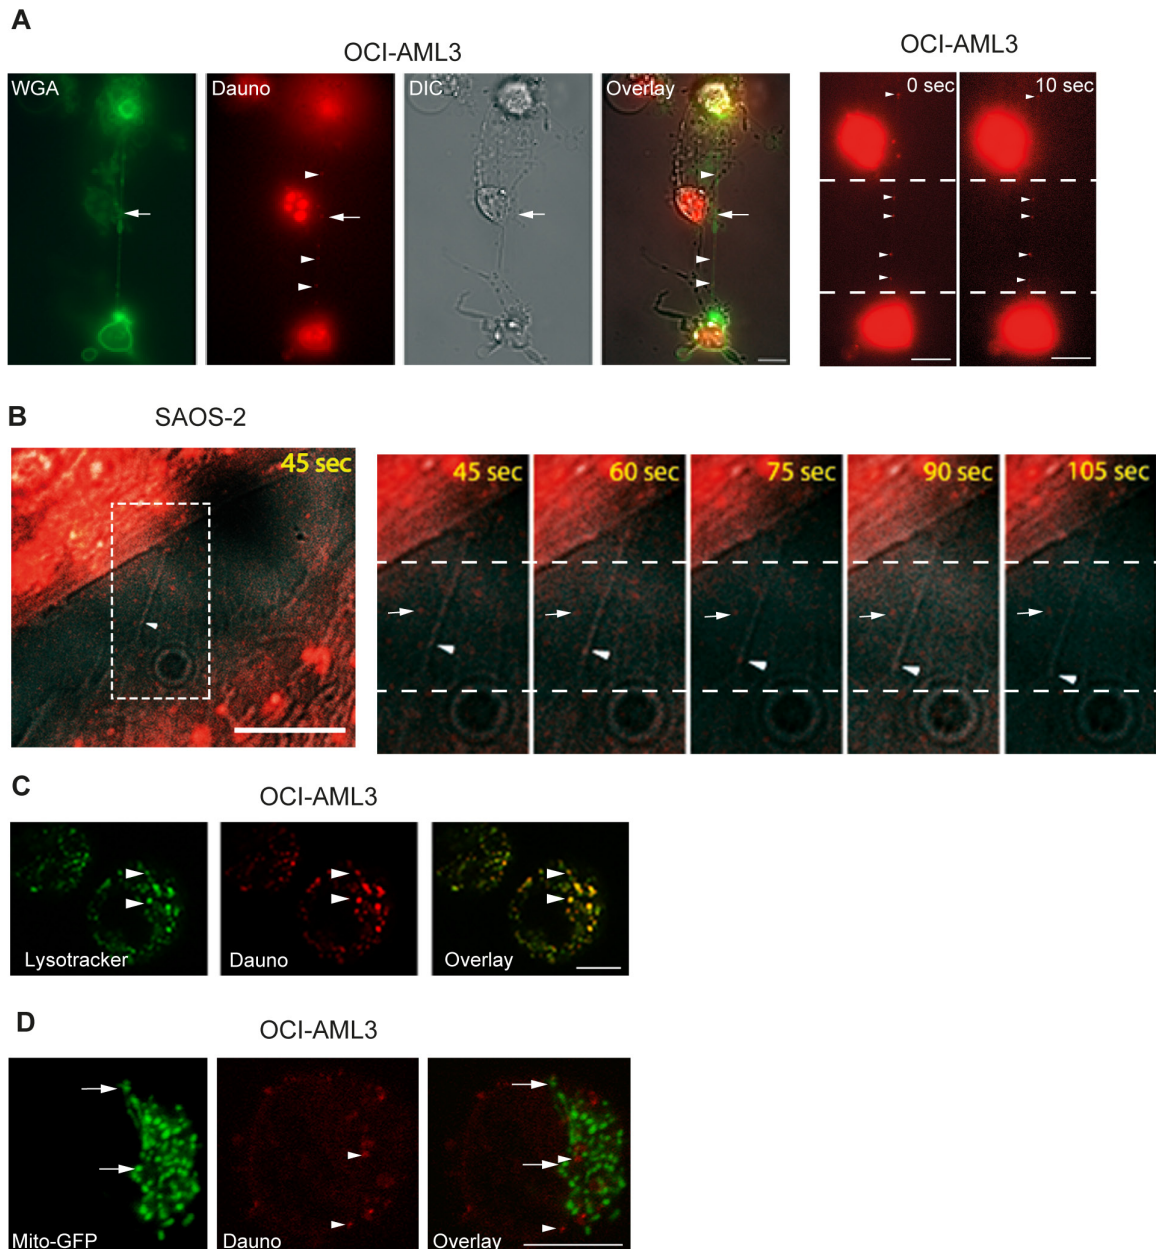 A
OCI-AML3
OCI-AML3
WGA
Dauno
DIC
Overlay
0 sec
10 sec
B
SAOS-2
45 sec
45 sec
60 sec
75 sec
90 sec
105 sec
C
OCI-AML3
Lysotracker
Dauno
Overlay
D
OCI-AML3
Mito-GFP
Dauno
Overlay